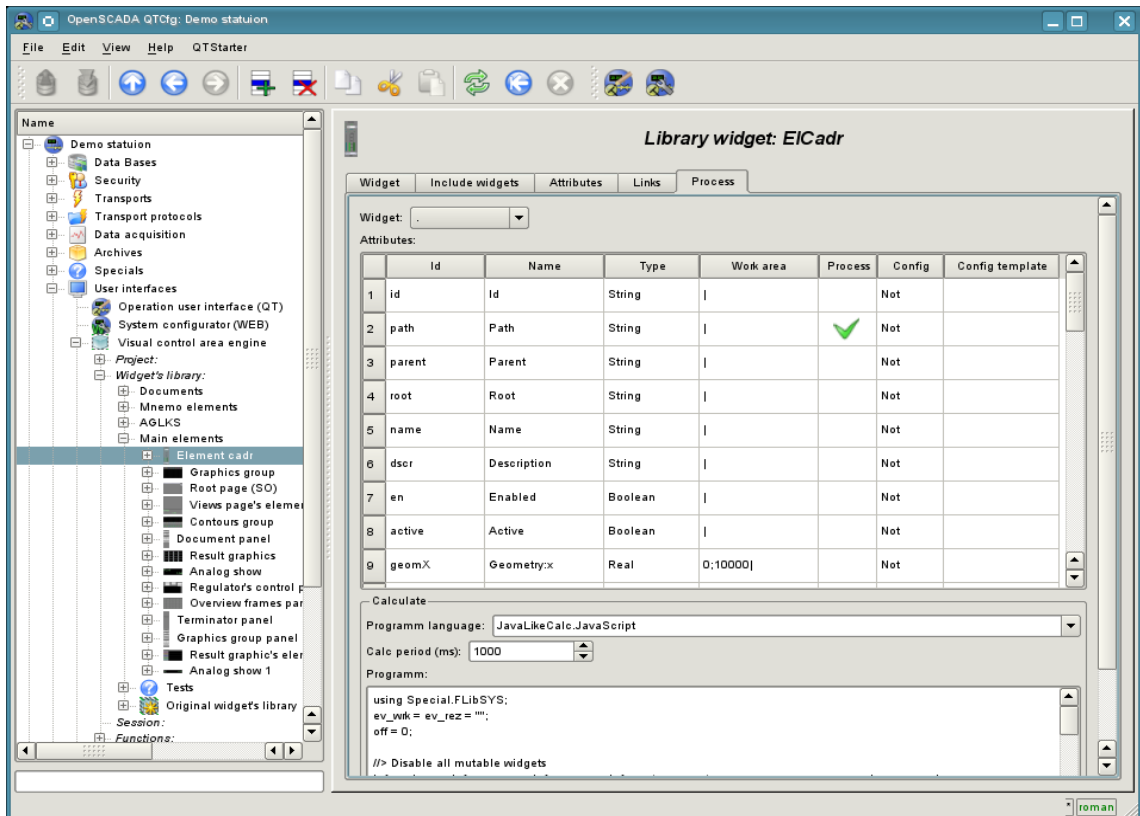 OpenSCADA QTCfg: Demo statuion
File Edit View Help QTStarter
Name
Demo statuion
Data Bases
Security
Transports
Transport protocols
Data acquisition
Archives
Specials
User interfaces
Operation user interface (QT)
System configurator (WEB)
Visual control area engine
Project:
Widget's library:
Documents
Mnemo elements
AGLKS
Main elements
Element cadr
Graphics group
Root page (SO)
Views page's elemer
Contours group
Document panel
Result graphics
Analog show
Regulator's control p
Overview frames par
Terminator panel
Graphics group panel
Result graphic's eler
Analog show 1
Tests
Original widget's library
Session:
Functions:
Library widget: ElCadr
Widget Include widgets Attributes Links Process
Widget: .
Attributes:
Id Name Type Work area Process Config Config template
1 id Id String | Not
2 path Path String | Not
3 parent Parent String | Not
4 root Root String | Not
5 name Name String | Not
6 dscr Description String | Not
7 en Enabled Boolean | Not
8 active Active Boolean | Not
9 geomX Geometry:x Real 0;10000| Not
Calculate
Programm language: JavaLikeCalc.JavaScript
Calc period (ms): 1000
Programm:
using Special.FLibSYS;
ev_wrk = ev_rez = "";
off = 0;
//> Disable all mutable widgets
* roman